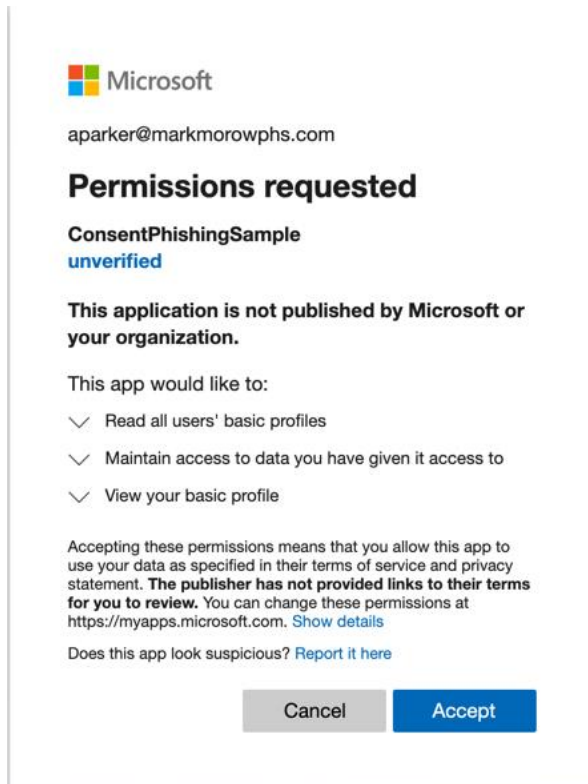 Microsoft
aparker@markmorowphs.com
Permissions requested
ConsentPhishingSample
unverified
This application is not published by Microsoft or
your organization.
This app would like to:
Read all users' basic profiles
Maintain access to data you have given it access to
View your basic profile
Accepting these permissions means that you allow this app to
use your data as specified in their terms of service and privacy
statement. The publisher has not provided links to their terms
for you to review. You can change these permissions at
https://myapps.microsoft.com. Show details
Does this app look suspicious? Report it here
Cancel
Accept